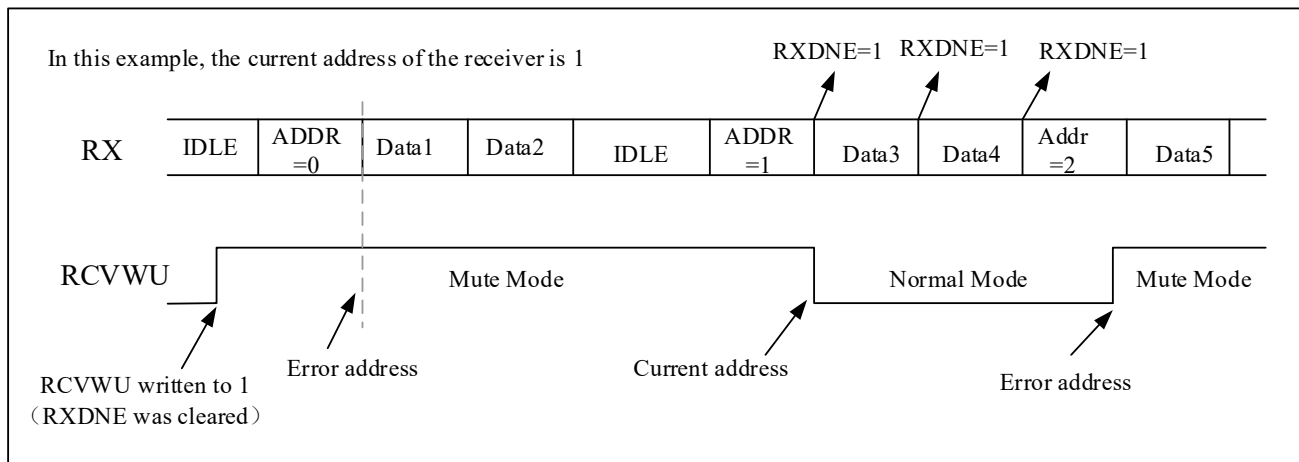 In this example, the current address of the receiver is 1
RXDNE=1
RXDNE=1
RXDNE=1
RX
IDLE
ADDR
=0
Data1
Data2
IDLE
ADDR
=1
Data3
Data4
Addr
=2
Data5
RCVWU
Mute Mode
Normal Mode
Mute Mode
RCVWU written to 1
（RXDNE was cleared）
Error address
Current address
Error address